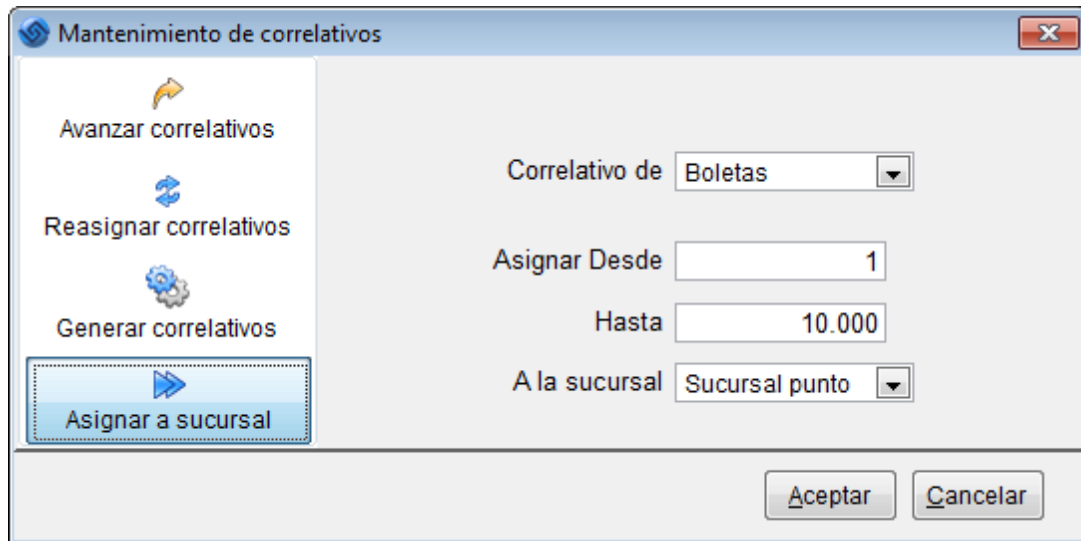 Mantenimiento de correlativos
Avanzar correlativos
Reasignar correlativos
Generar correlativos
Asignar a sucursal
Correlativo de Boletas
Asignar Desde 1
Hasta 10.000
A la sucursal Sucursal punto
Aceptar Cancelar